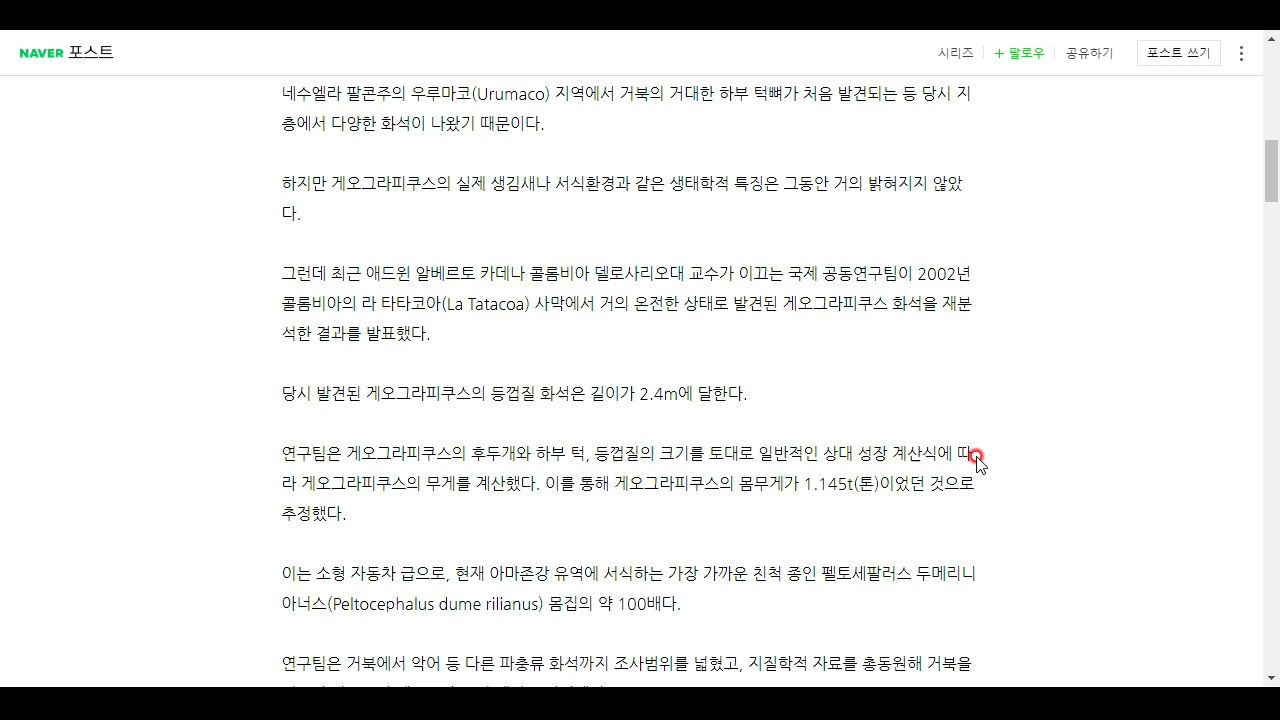 NAVER 포스트
시리즈
+ 팔로우
공유하기
포스트 쓰기
네수엘라 팔콘주의 우루마코(Urumaco) 지역에서 거북의 거대한 하부 턱뼈가 처음 발견되는 등 당시 지
층에서 다양한 화석이 나왔기 때문이다.
하지만 게오그라피쿠스의 실제 생김새나 서식환경과 같은 생태학적 특징은 그동안 거의 밝혀지지 않았
다.
그런데 최근 애드윈 알베르토 카데나 콜롬비아 델로사리오대 교수가 이끄는 국제 공동연구팀이 2002년
콜롬비아의 라 타타코아(La Tatacoa) 사막에서 거의 온전한 상태로 발견된 게오그라피쿠스 화석을 재분
석한 결과를 발표했다.
당시 발견된 게오그라피쿠스의 등껍질 화석은 길이가 2.4m에 달한다.
연구팀은 게오그라피쿠스의 후두개와 하부 턱, 등껍질의 크기를 토대로 일반적인 상대 성장 계산식에 따
라 게오그라피쿠스의 무게를 계산했다. 이를 통해 게오그라피쿠스의 몸무게가 1.145t(톤)이었던 것으로
추정했다.
이는 소형 자동차 급으로, 현재 아마존강 유역에 서식하는 가장 가까운 친척 종인 펠토세팔러스 두메리니
아너스(Peltocephalus dume rilianus) 몸집의 약 100배다.
연구팀은 거북에서 악어 등 다른 파충류 화석까지 조사범위를 넓혔고, 지질학적 자료를 총동원해 거북을